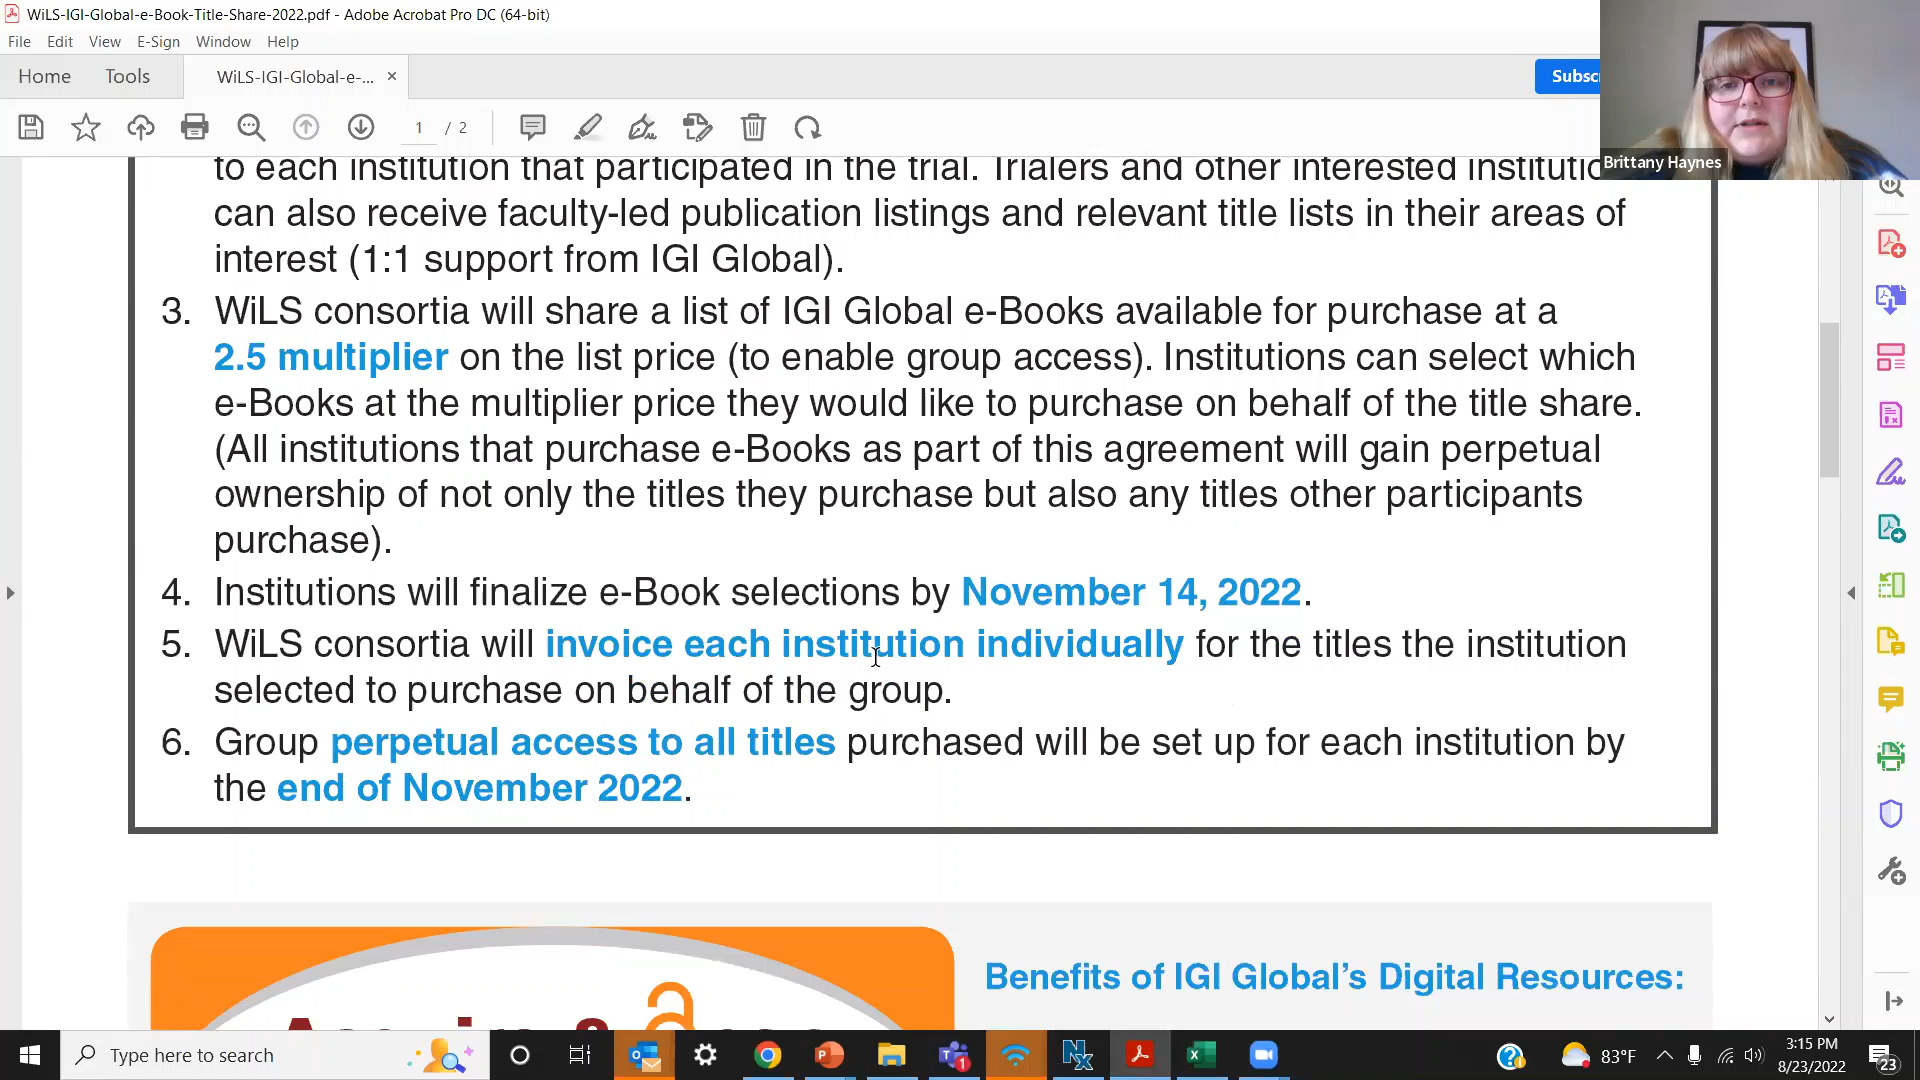 WiLS-IGI-Global-e-Book-Title-Share-2022.pdf - Adobe Acrobat Pro DC (64-bit)
File Edit View E-Sign Window Help
Home Tools WiLS-IGI-Global-e-... ×
Subsc
1 / 2
Brittany Haynes
to each institution that participated in the trial. Trialers and other interested
can also receive faculty-led publication listings and relevant title lists in their areas of
interest (1:1 support from IGI Global).
3. WiLS consortia will share a list of IGI Global e-Books available for purchase at a
2.5 multiplier on the list price (to enable group access). Institutions can select which
e-Books at the multiplier price they would like to purchase on behalf of the title share.
(All institutions that purchase e-Books as part of this agreement will gain perpetual
ownership of not only the titles they purchase but also any titles other participants
purchase).
4. Institutions will finalize e-Book selections by November 14, 2022.
5. WiLS consortia will invoice each institution individually for the titles the institution
selected to purchase on behalf of the group.
6. Group perpetual access to all titles purchased will be set up for each institution by
the end of November 2022.
Benefits of IGI Global's Digital Resources:
Type here to search
83°F
3:15 PM
8/23/2022
23